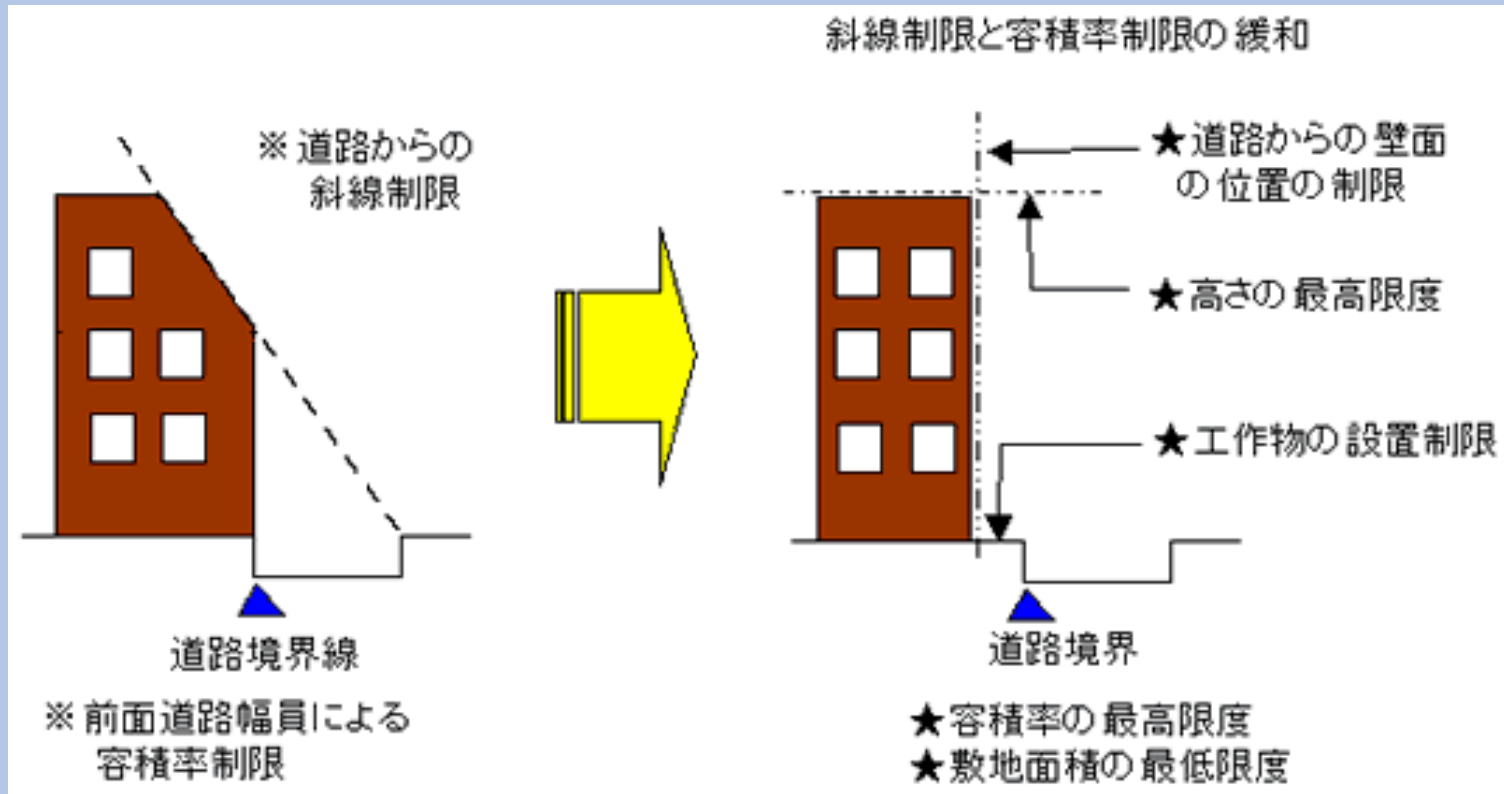 斜線制限と容積率制限の緩和
※道路からの
斜線制限
★道路からの壁面
の位置の制限
★高さの最高限度
★工作物の設置制限
道路境界線
※前面道路幅員による
容積率制限
道路境界
★容積率の最高限度
★敷地面積の最低限度